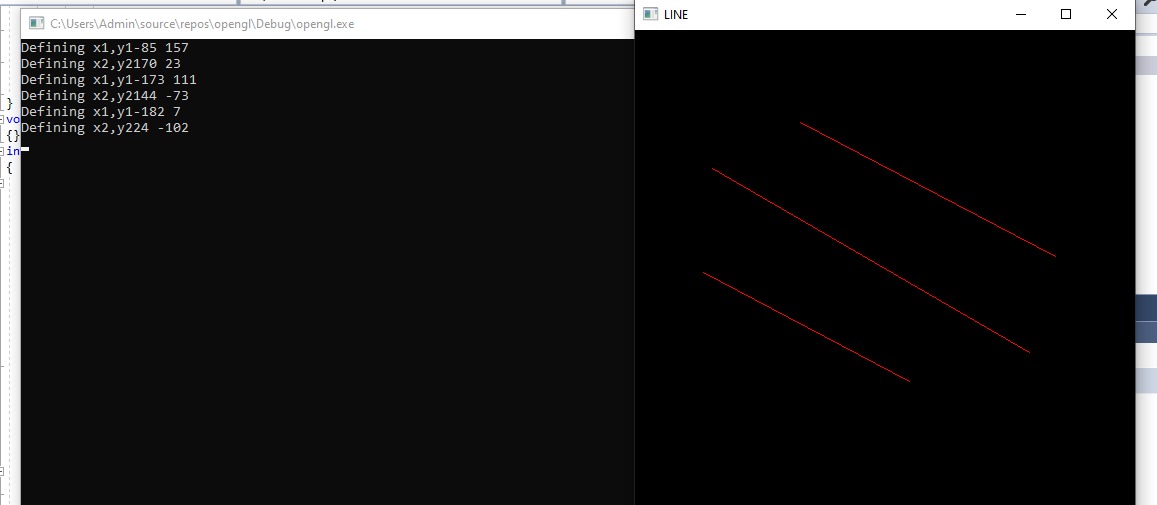 C:\Users\Admin\source\repos\opengl\Debug\opengl.exe
LINE
Defining x1,y1-85 157
Defining x2,y2170 23
Defining x1,y1-173 111
Defining x2,y2144 -73
Defining x1,y1-182 7
Defining x2,y224 -102
}
vo
{}
in
{